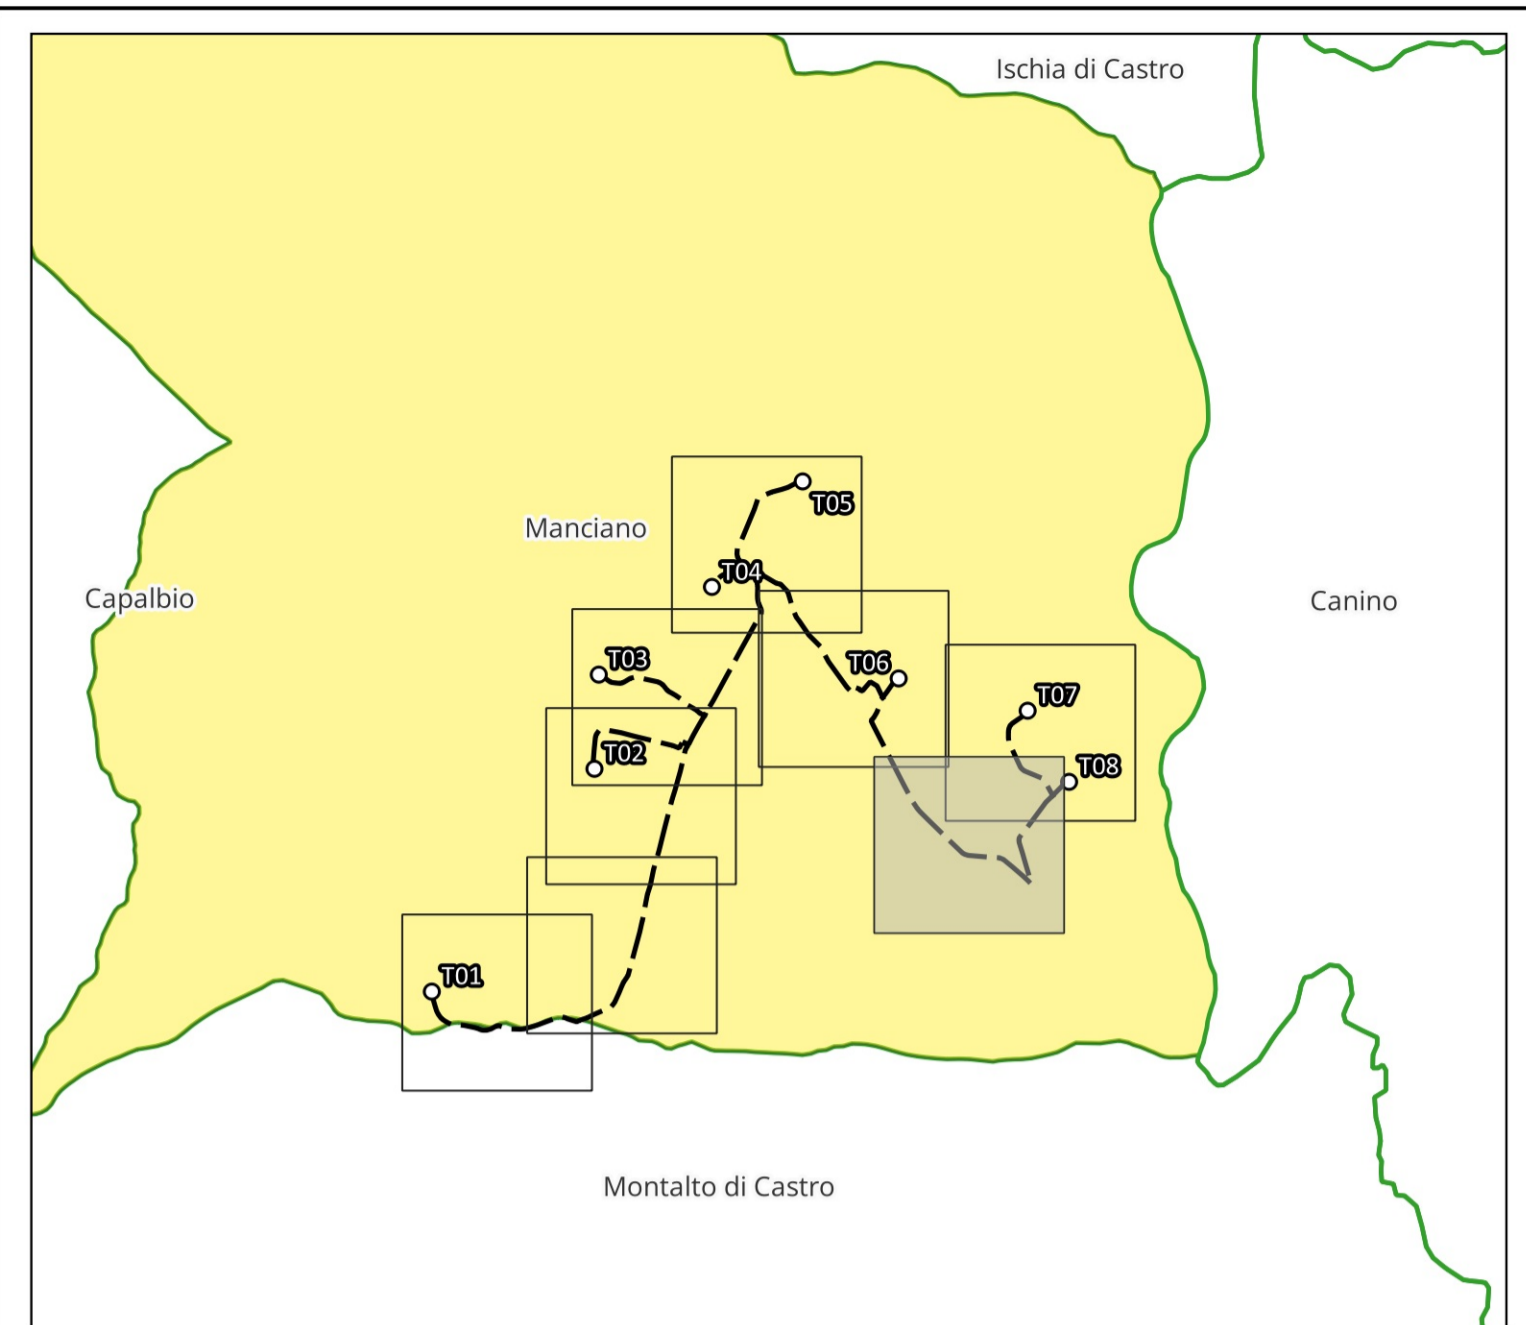 Ischia di Castro
T05
Manciano
T04
Capalbio
Canino
T03
T06
T07
T02
T08
T01
Montalto di Castro